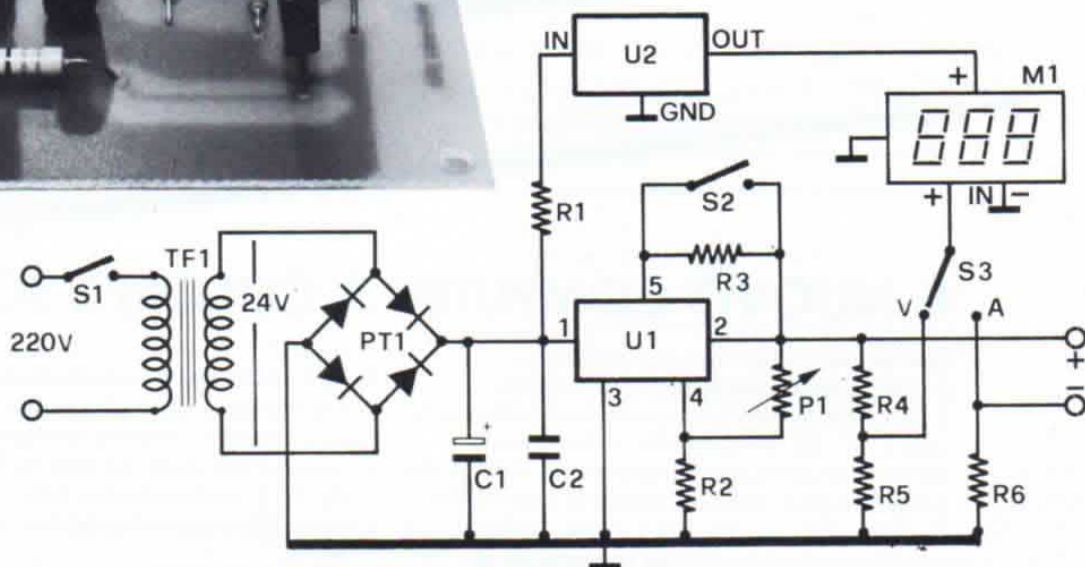 IN
U2
OUT
GND
+
M1
888
+
IN
−
R1
S2
R3
S3
TF1
S1
24V
220V
PT1
5
1
U1
2
3
4
V
A
+
−
P1
R4
+
C1
C2
R2
R5
R6